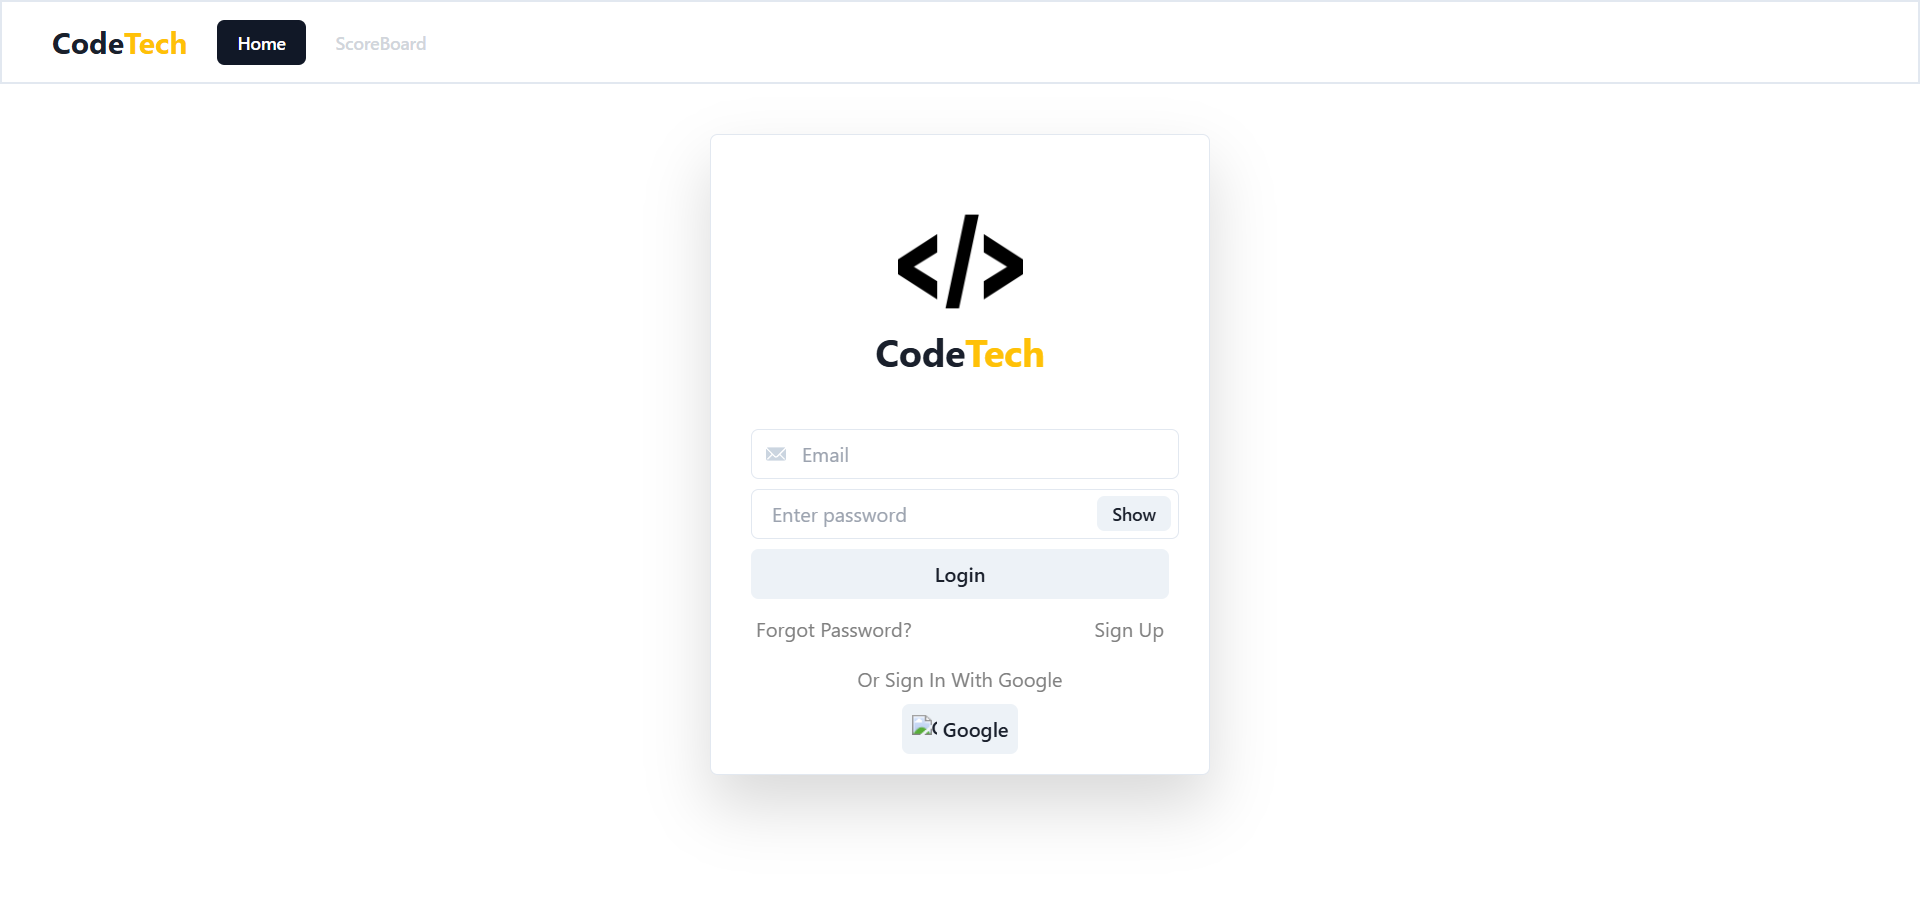 CodeTech Home ScoreBoard
</>
CodeTech
Email
Enter password Show
Login
Forgot Password? Sign Up
Or Sign In With Google
Google